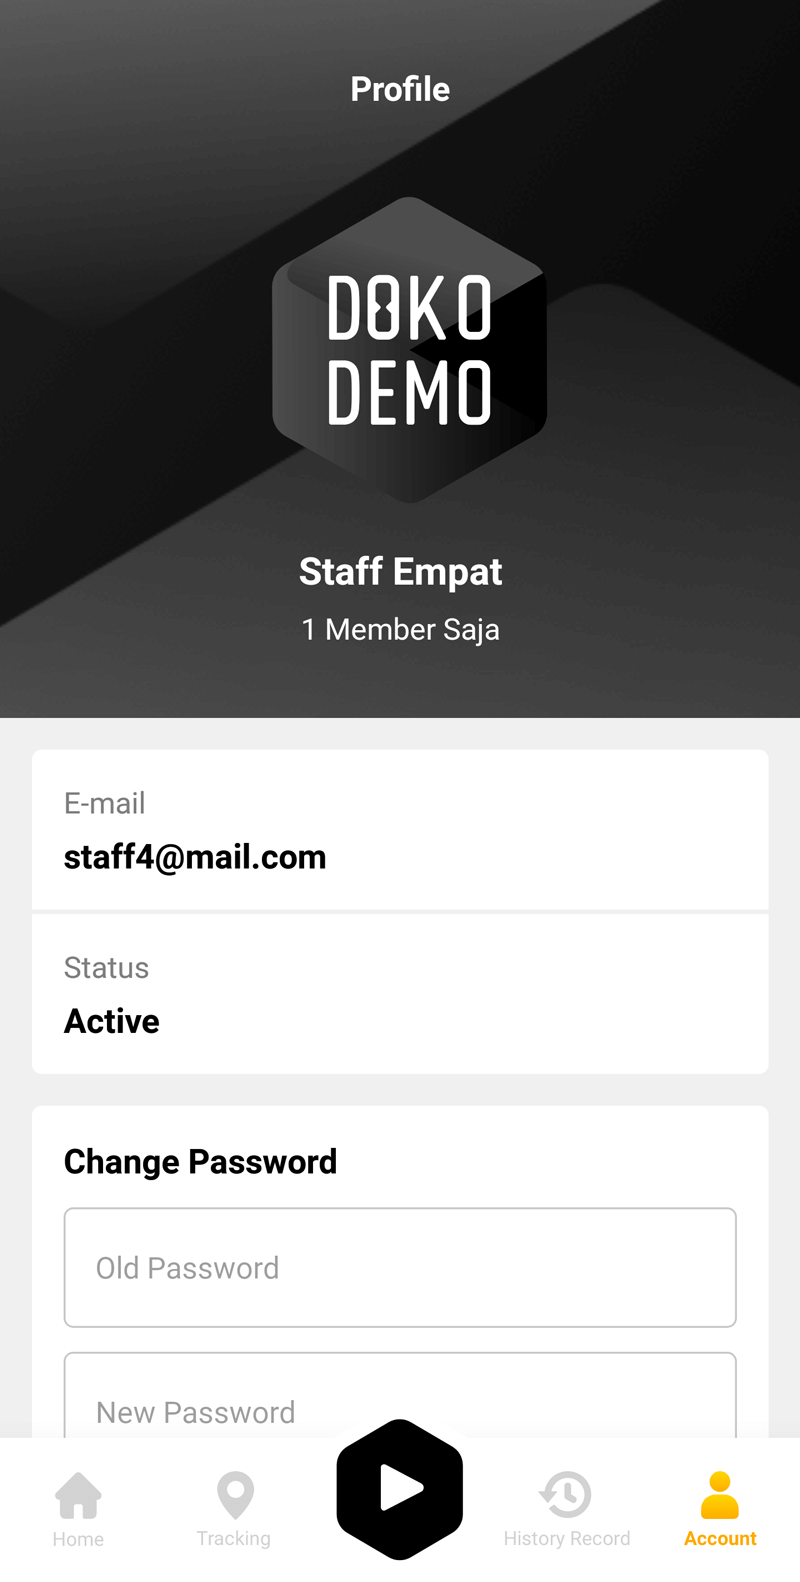 Profile
DOKO
DEMO
Staff Empat
1 Member Saja
E-mail
staff4@mail.com
Status
Active
Change Password
Old Password
New Password
Home
Tracking
History Record
Account